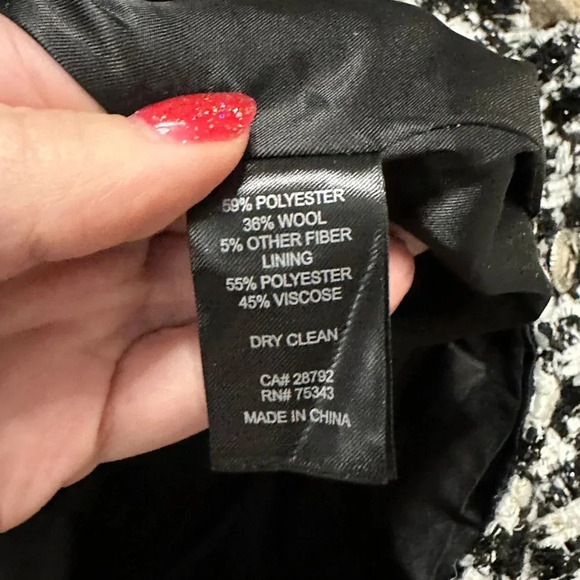 59% POLYESTER
36% WOOL
5% OTHER FIBER
LINING
55% POLYESTER
45% VISCOSE
DRY CLEAN
CA# 28792
RN# 75343
MADE IN CHINA